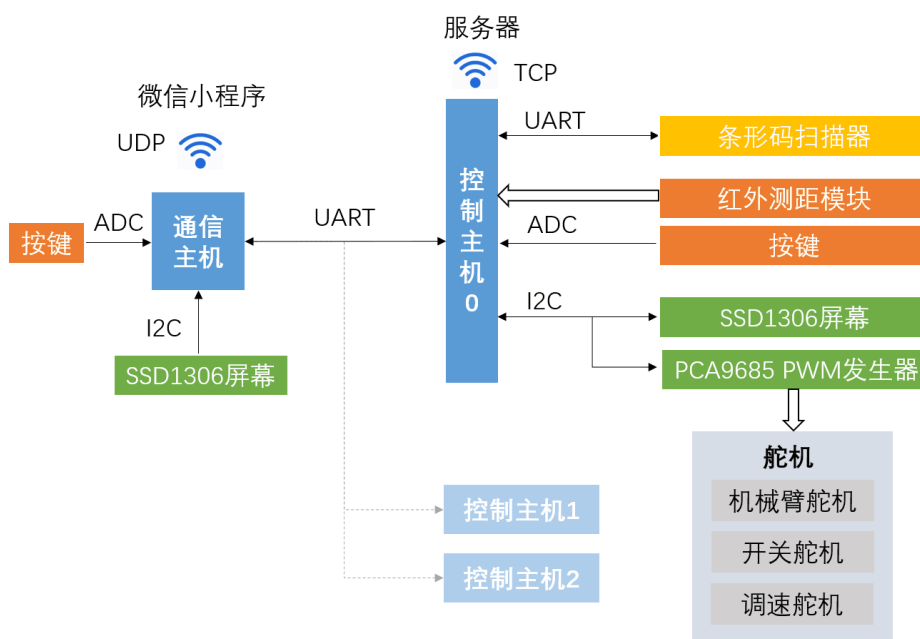 服务器
TCP
微信小程序
UDP
UART
条形码扫描器
控
制
主
机
0
红外测距模块
通信
主机
UART
ADC
按键
ADC
按键
I2C
SSD1306屏幕
I2C
SSD1306屏幕
PCA9685 PWM发生器
舵机
机械臂舵机
开关舵机
调速舵机
控制主机1
控制主机2